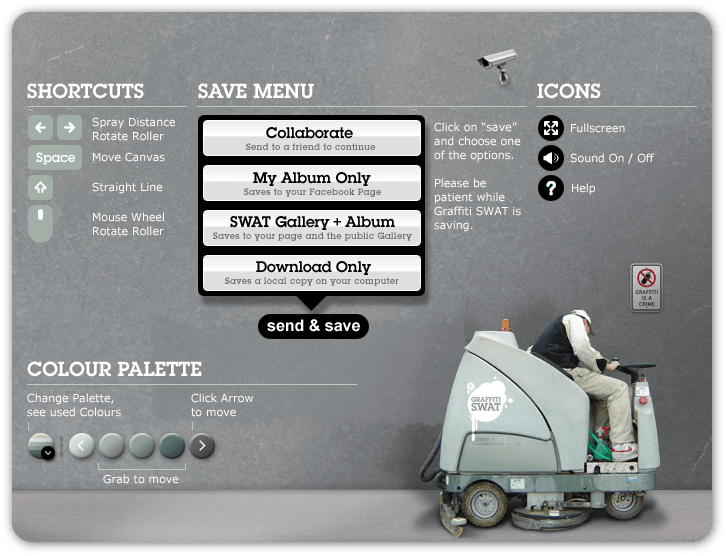 SHORTCUTS
Spray Distance
Rotate Roller
Space
Move Canvas
Straight Line
Mouse Wheel
Rotate Roller
SAVE MENU
Collaborate
Send to a friend to continue
My Album Only
Saves to your Facebook Page
SWAT Gallery + Album
Saves to your page and the public Gallery
Download Only
Saves a local copy on your computer
send & save
Click on “save”
and choose one
of the options.
Please be
patient while
Graffiti SWAT is
saving.
ICONS
Fullscreen
Sound On / Off
?
Help
GRAFFITI
IS A
CRIME
COLOUR PALETTE
Change Palette,
see used Colours
Click Arrow
to move
Grab to move
GRAFFITI
SWAT